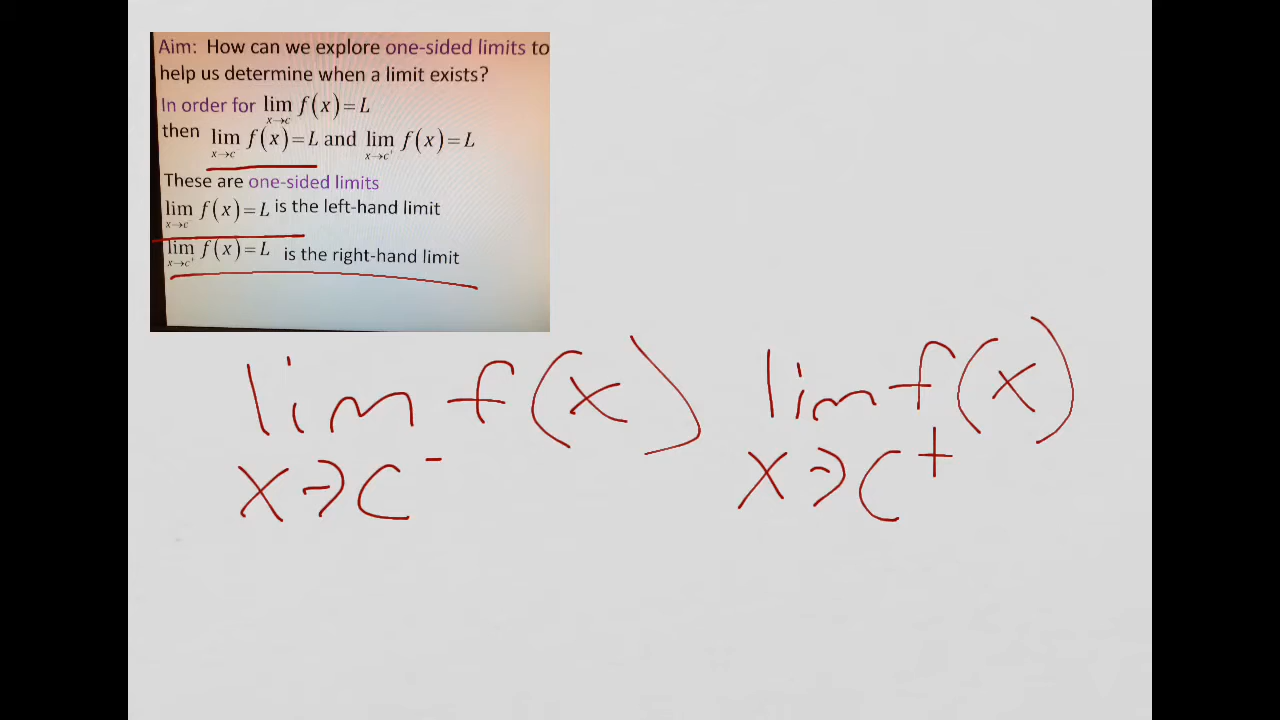 Aim: How can we explore one-sided limits to
help us determine when a limit exists?
In order for lim f(x)=L
x→c
then lim f(x)=L and lim f(x)=L
x→c x→c⁺
These are one-sided limits
lim f(x)=L is the left-hand limit
x→c
lim f(x)=L is the right-hand limit
x→c⁺
lim f(x) lim f(x)
x→c⁻ x→c⁺